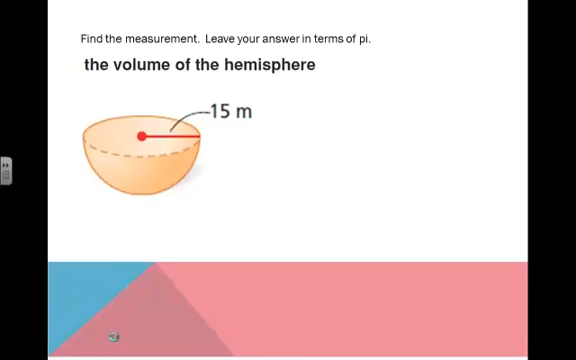 Find the measurement.  Leave your answer in terms of pi.
the volume of the hemisphere
15 m